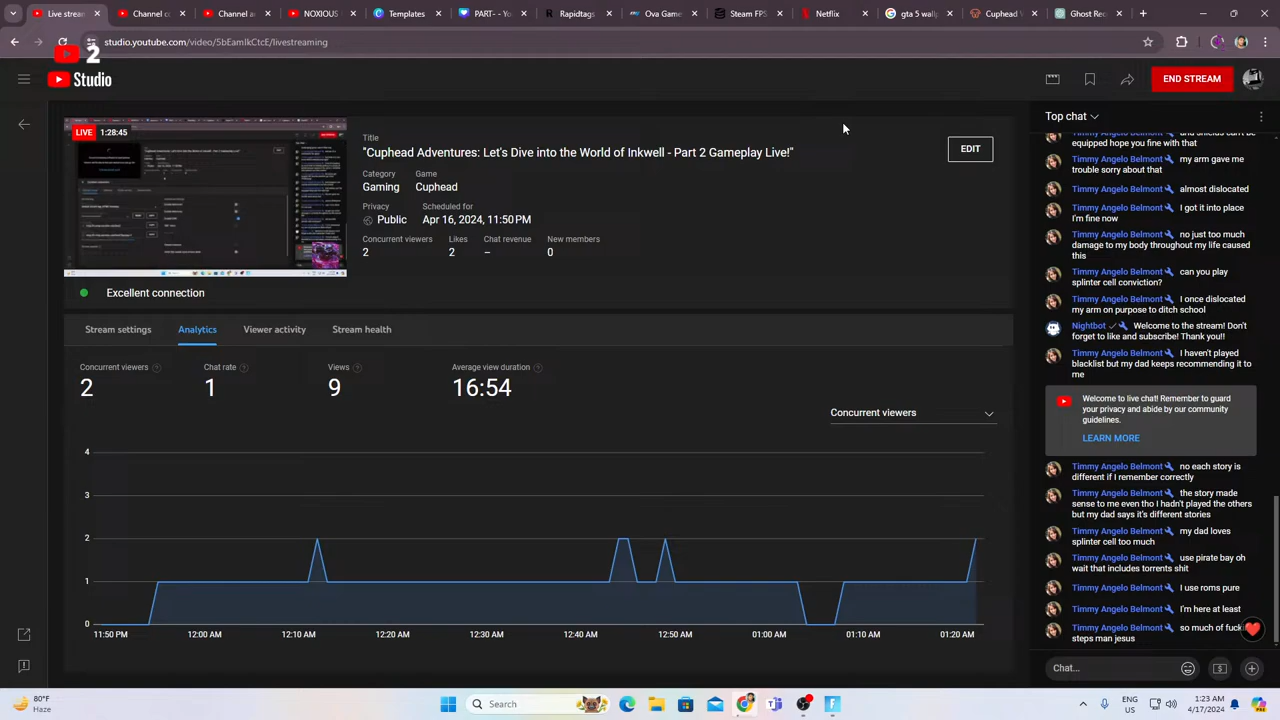 Live stream
Channel co
Channel a
NOXIOUS
Templates
PART- - Yo
Rapidtags
Ova Game
Steam FPS
Netflix
gta 5 wall
Cuphead
Ghost Rec
studio.youtube.com/video/5bEamIkCtcE/livestreaming
2
Studio
END STREAM
LIVE 1:28:45
Title
"Cuphead Adventure: Let's Dive into the World of Inkwell - Part 2 Gameplay Live!"
EDIT
Category Game
Gaming Cuphead
Privacy Scheduled for
Public Apr 16, 2024, 11:50 PM
Concurrent viewers Likes Chat New members
2 2 – 0
Excellent connection
Stream settings Analytics Viewer activity Stream health
Concurrent viewers Chat rate Views Average view duration
2 1 9 16:54
Concurrent viewers
4
3
2
1
0
11:50 PM 12:00 AM 12:10 AM 12:20 AM 12:30 AM 12:40 AM 12:50 AM 01:00 AM 01:10 AM 01:20 AM
Top chat
equipped hope you fine with that
Timmy Angelo Belmont my arm gave me
trouble my about that
Timmy Angelo Belmont almost dislocated
Timmy Angelo Belmont I got it into place
I'm fine now
Timmy Angelo Belmont no just too much
damage to my body throughout my life caused
this
Timmy Angelo Belmont can you play
splinter cell conviction?
Timmy Angelo Belmont I once dislocated
my arm on purpose to ditch school
Nightbot Welcome to the stream! Don't
forget to like and subscribe! Thank you!!
Timmy Angelo Belmont I haven't played
blacklist but my dad keeps recommending it to
me
Welcome to live chat! Remember to guard
your privacy and abide by our community
guidelines.
LEARN MORE
Timmy Angelo Belmont no each story is
different if I remember correctly
Timmy Angelo Belmont the story made
sense to me even tho I hadn't played the others
but my dad says it's different stories
Timmy Angelo Belmont my dad loves
splinter cell too much
Timmy Angelo Belmont use pirate bay oh
wait that includes torrents shit
Timmy Angelo Belmont I use roms pure
Timmy Angelo Belmont I'm here at least
Timmy Angelo Belmont so much of fuck
steps man jesus
Chat...
80°F
Haze
Search
ENG
US
1:23 AM
4/17/2024